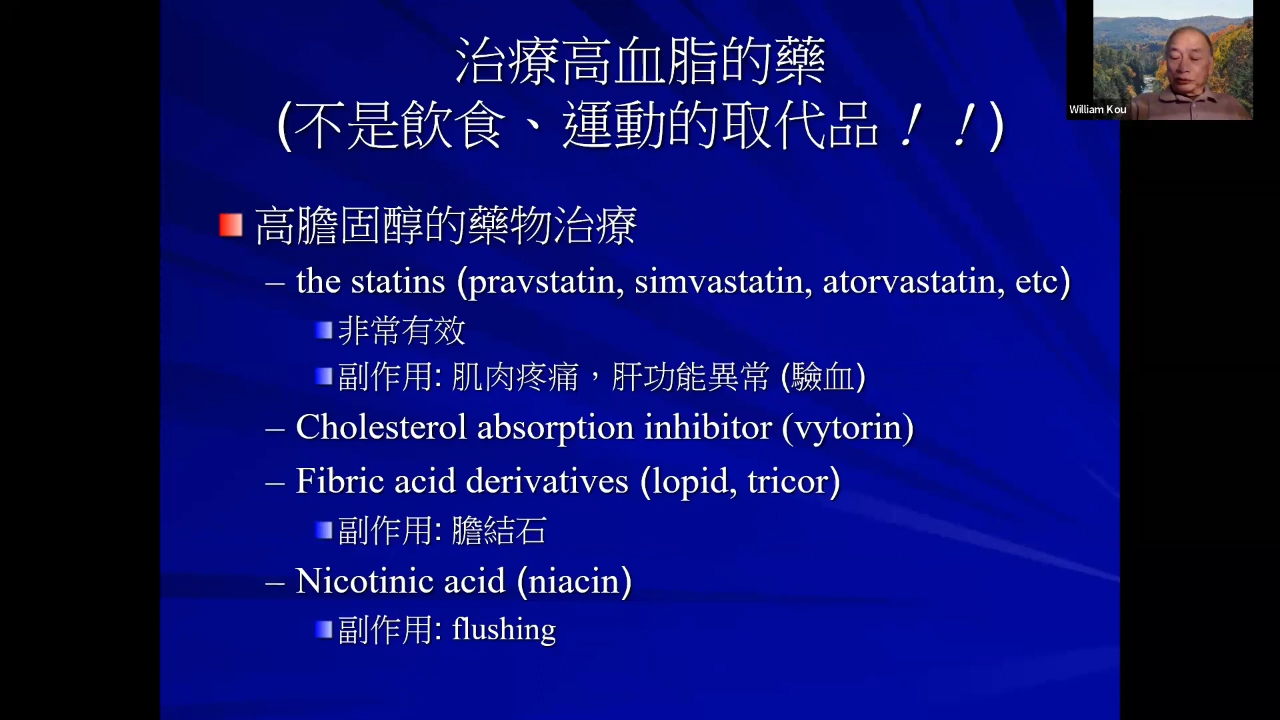 治療高血脂的藥
(不是飲食、運動的取代品！！)
高膽固醇的藥物治療
– the statins (pravstatin, simvastatin, atorvastatin, etc)
非常有效
副作用: 肌肉疼痛，肝功能異常 (驗血)
– Cholesterol absorption inhibitor (vytorin)
– Fibric acid derivatives (lopid, tricor)
副作用: 膽結石
– Nicotinic acid (niacin)
副作用: flushing
William Kou